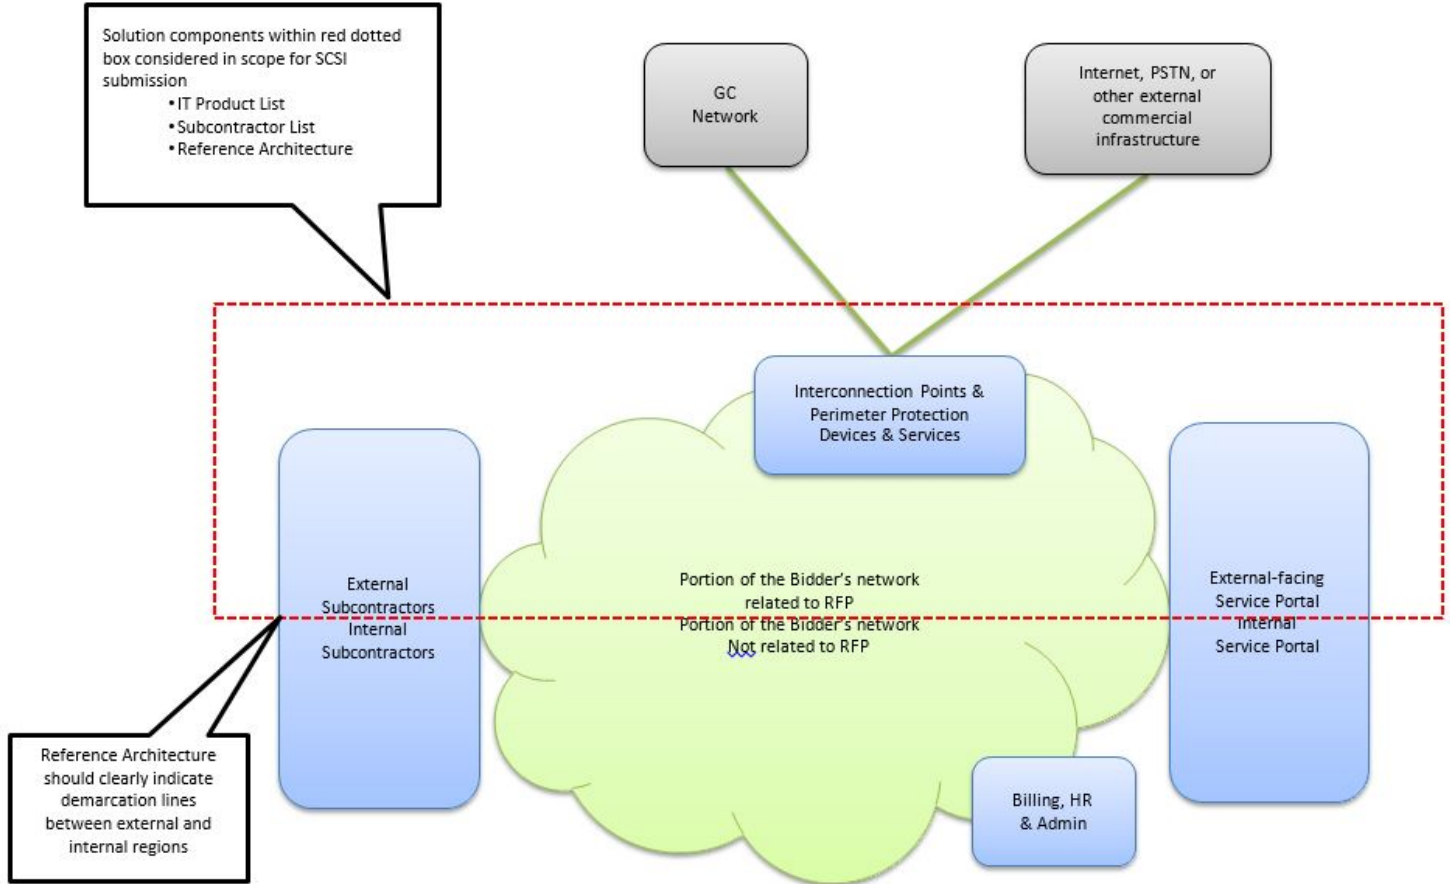 Solution components within red dotted
box considered in scope for SCSI
submission
•IT Product List
•Subcontractor List
•Reference Architecture
GC
Network
Internet, PSTN, or
other external
commercial
infrastructure
Interconnection Points &
Perimeter Protection
Devices & Services
External
Subcontractors
Internal
Subcontractors
Portion of the Bidder's network
related to RFP
Portion of the Bidder's network
Not related to RFP
External-facing
Service Portal
Internal
Service Portal
Reference Architecture
should clearly indicate
demarcation lines
between external and
internal regions
Billing, HR
& Admin